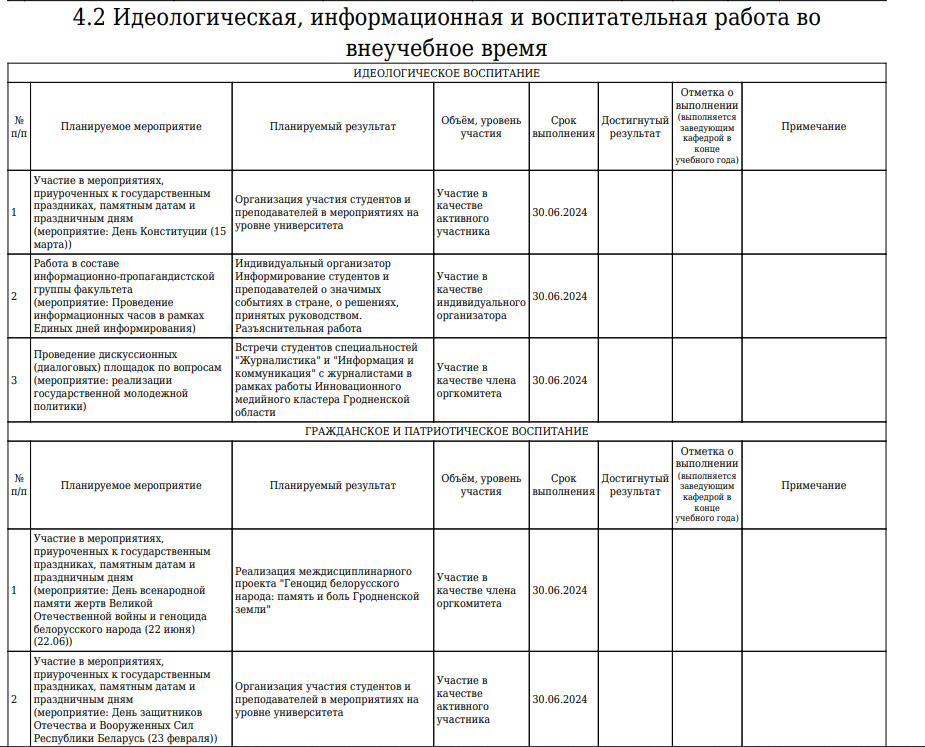 4.2 Идеологическая, информационная и воспитательная работа во
внеучебное время
ИДЕОЛОГИЧЕСКОЕ ВОСПИТАНИЕ
№
п/п
Планируемое мероприятие
Планируемый результат
Объём, уровень
участия
Срок
выполнения
Достигнутый
результат
Отметка о
выполнении
(выполняется
заведующим
кафедрой в
конце
учебного года)
Примечание
1
Участие в мероприятиях,
приуроченных к государственным
праздникам, памятным датам и
праздничным дням
(мероприятие: День Конституции (15
марта))
Организация участия студентов и
преподавателей в мероприятиях на
уровне университета
Участие в
качестве
активного
участника
30.06.2024
2
Работа в составе
информационно-пропагандистской
группы факультета
(мероприятие: Проведение
информационных часов в рамках
Единых дней информирования)
Индивидуальный организатор
Информирование студентов и
преподавателей о значимых
событиях в стране, о решениях,
принятых руководством.
Разъяснительная работа
Участие в
качестве
индивидуального
организатора
30.06.2024
3
Проведение дискуссионных
(диалоговых) площадок по вопросам
(мероприятие: реализации
государственной молодежной
политики)
Встречи студентов специальностей
"Журналистика" и "Информация и
коммуникация" с журналистами в
рамках работы Инновационного
медийного кластера Гродненской
области
Участие в
качестве члена
оргкомитета
30.06.2024
ГРАЖДАНСКОЕ И ПАТРИОТИЧЕСКОЕ ВОСПИТАНИЕ
№
п/п
Планируемое мероприятие
Планируемый результат
Объём, уровень
участия
Срок
выполнения
Достигнутый
результат
Отметка о
выполнении
(выполняется
заведующим
кафедрой в
конце
учебного года)
Примечание
1
Участие в мероприятиях,
приуроченных к государственным
праздникам, памятным датам и
праздничным дням
(мероприятие: День всенародной
памяти жертв Великой
Отечественной войны и геноцида
белорусского народа (22 июня)
(22.06))
Реализация междисциплинарного
проекта "Геноцид белорусского
народа: память и боль Гродненской
земли"
Участие в
качестве члена
оргкомитета
30.06.2024
2
Участие в мероприятиях,
приуроченных к государственным
праздникам, памятным датам и
праздничным дням
(мероприятие: День защитников
Отечества и Вооруженных Сил
Республики Беларусь (23 февраля))
Организация участия студентов и
преподавателей в мероприятиях на
уровне университета
Участие в
качестве
активного
участника
30.06.2024